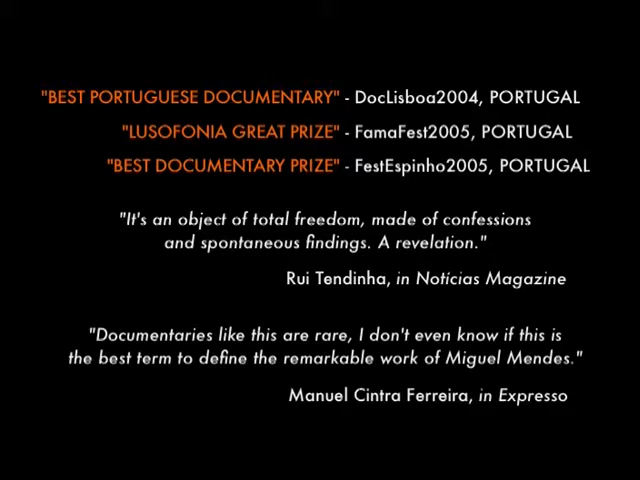 "BEST PORTUGUESE DOCUMENTARY" - DocLisboa2004, PORTUGAL
"LUSOFONIA GREAT PRIZE" - FamaFest2005, PORTUGAL
"BEST DOCUMENTARY PRIZE" - FestEspinho2005, PORTUGAL
"It's an object of total freedom, made of confessions
and spontaneous findings. A revelation."
Rui Tendinha, in Notícias Magazine
"Documentaries like this are rare, I don't even know if this is
the best term to define the remarkable work of Miguel Mendes."
Manuel Cintra Ferreira, in Expresso